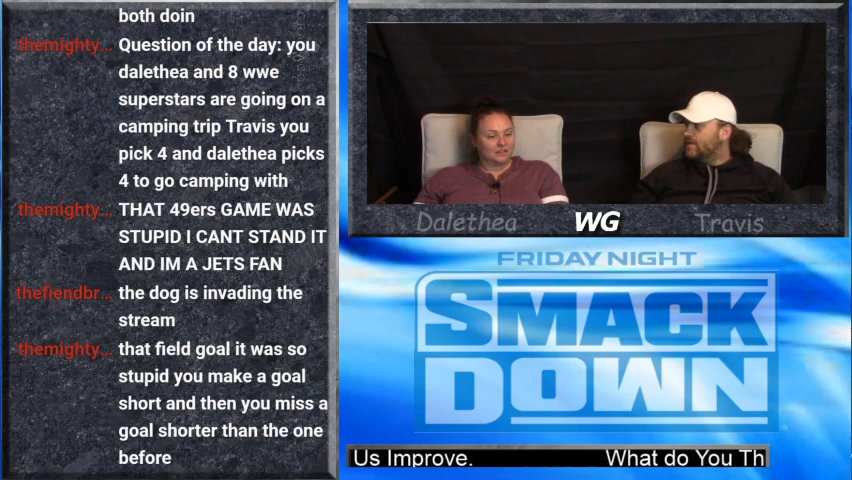 both doin
themighty... Question of the day: you
dalethea and 8 wwe
superstars are going on a
camping trip Travis you
pick 4 and dalethea picks
4 to go camping with
themighty... THAT 49ers GAME WAS
STUPID I CANT STAND IT
AND IM A JETS FAN
thefiendbr... the dog is invading the
stream
themighty... that field goal it was so
stupid you make a goal
short and then you miss a
goal shorter than the one
before
Dalethea WG Travis
FRIDAY NIGHT
SMACK
DOWN
Us Improve. What do You Th